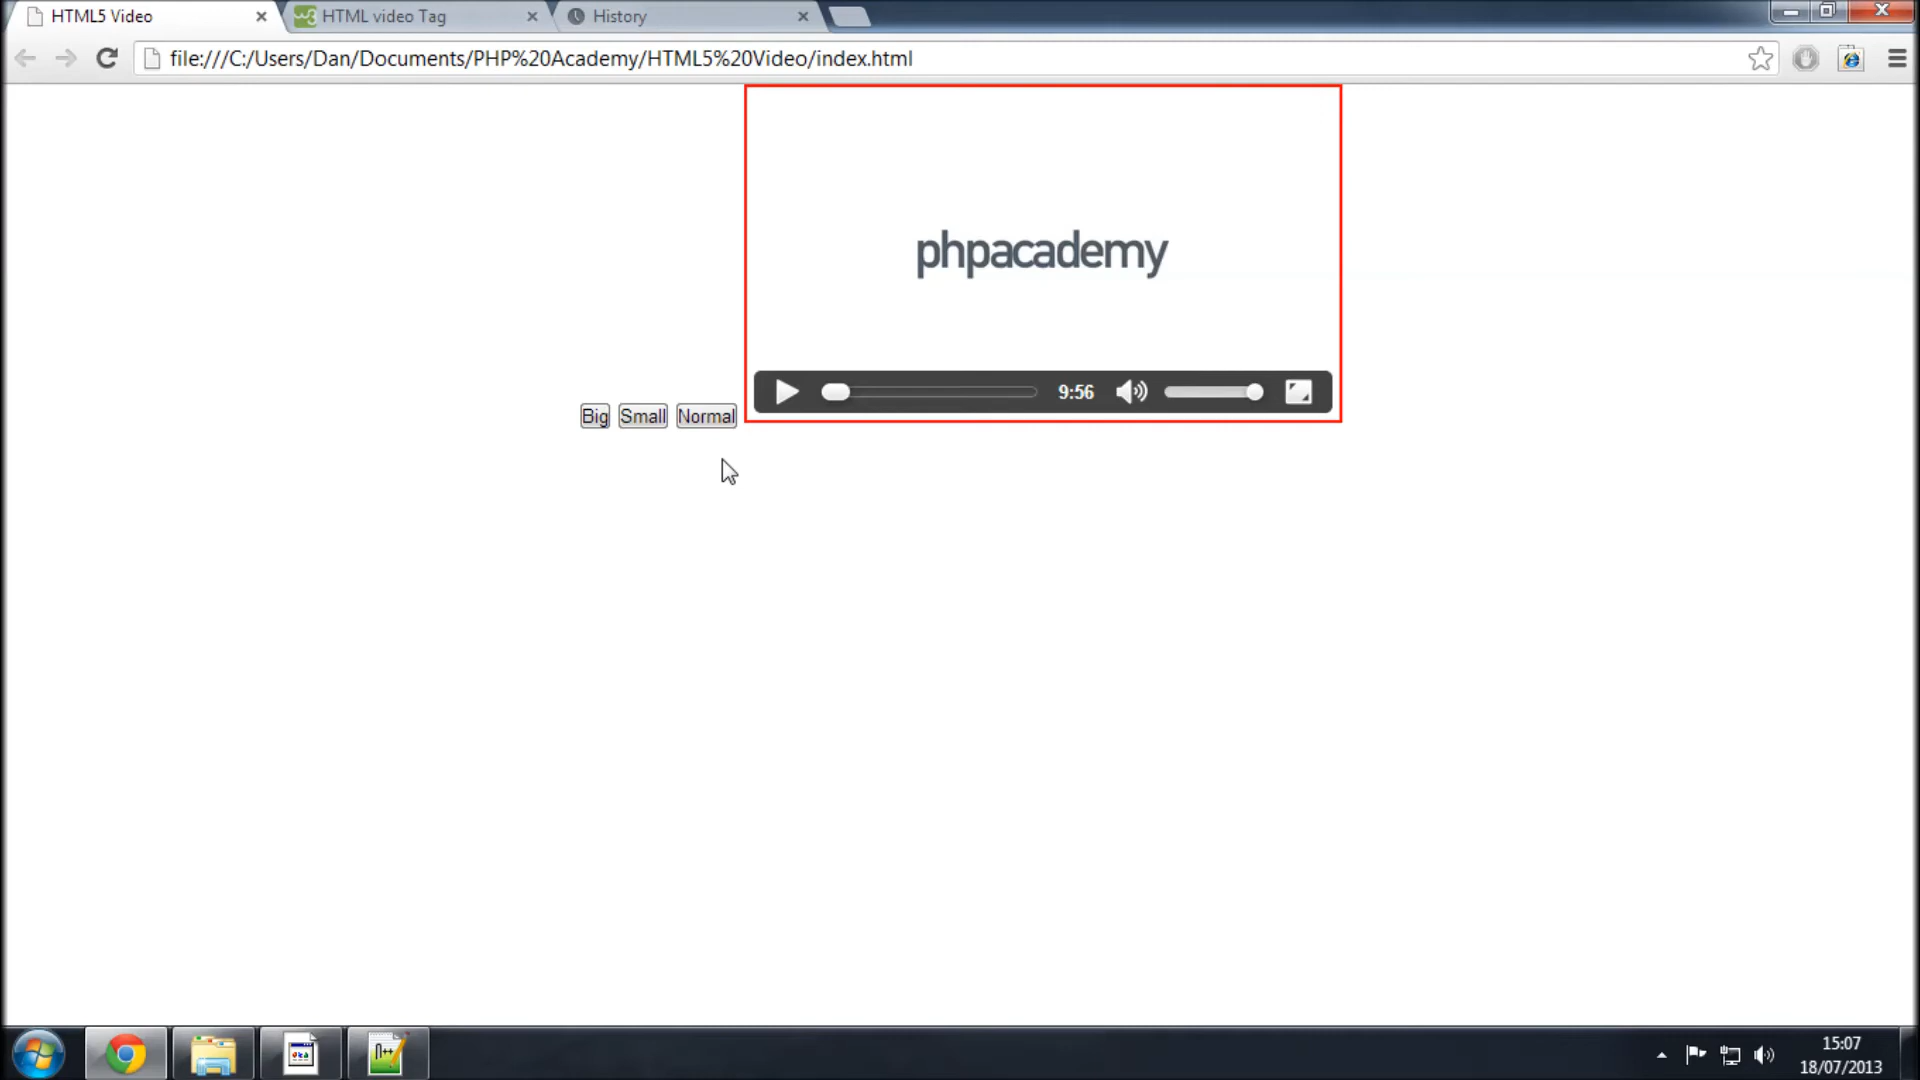 HTML5 Video
HTML video Tag
History
file:///C:/Users/Dan/Documents/PHP%20Academy/HTML5%20Video/index.html
phpacademy
9:56
Big Small Normal
15:07
18/07/2013